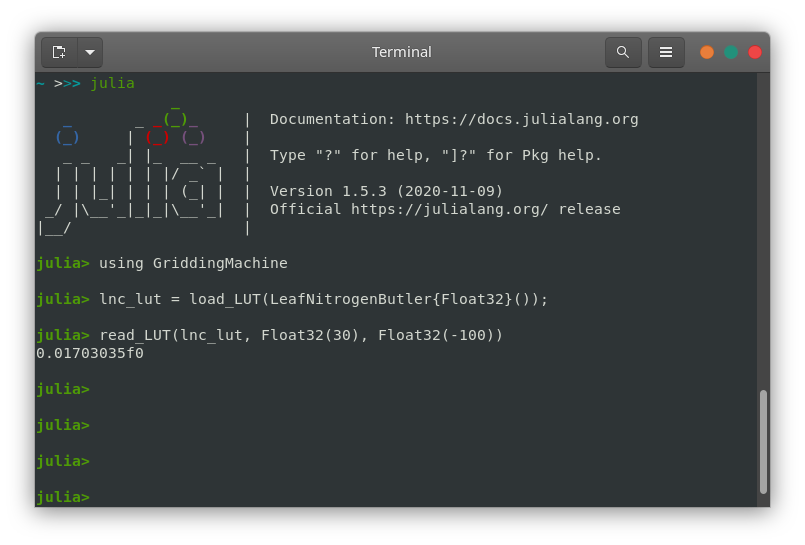 Terminal
~ >>> julia
               _
   _       _ _(_)_     |  Documentation: https://docs.julialang.org
  (_)     | (_) (_)    |
   _ _   _| |_  __ _   |  Type "?" for help, "]?" for Pkg help.
  | | | | | | |/ _` |  |
  | | |_| | | | (_| |  |  Version 1.5.3 (2020-11-09)
 _/ |\__'_|_|_|\__'_|  |  Official https://julialang.org/ release
|__/                   |
julia> using GriddingMachine
julia> lnc_lut = load_LUT(LeafNitrogenButler{Float32}());
julia> read_LUT(lnc_lut, Float32(30), Float32(-100))
0.01703035f0
julia>
julia>
julia>
julia>